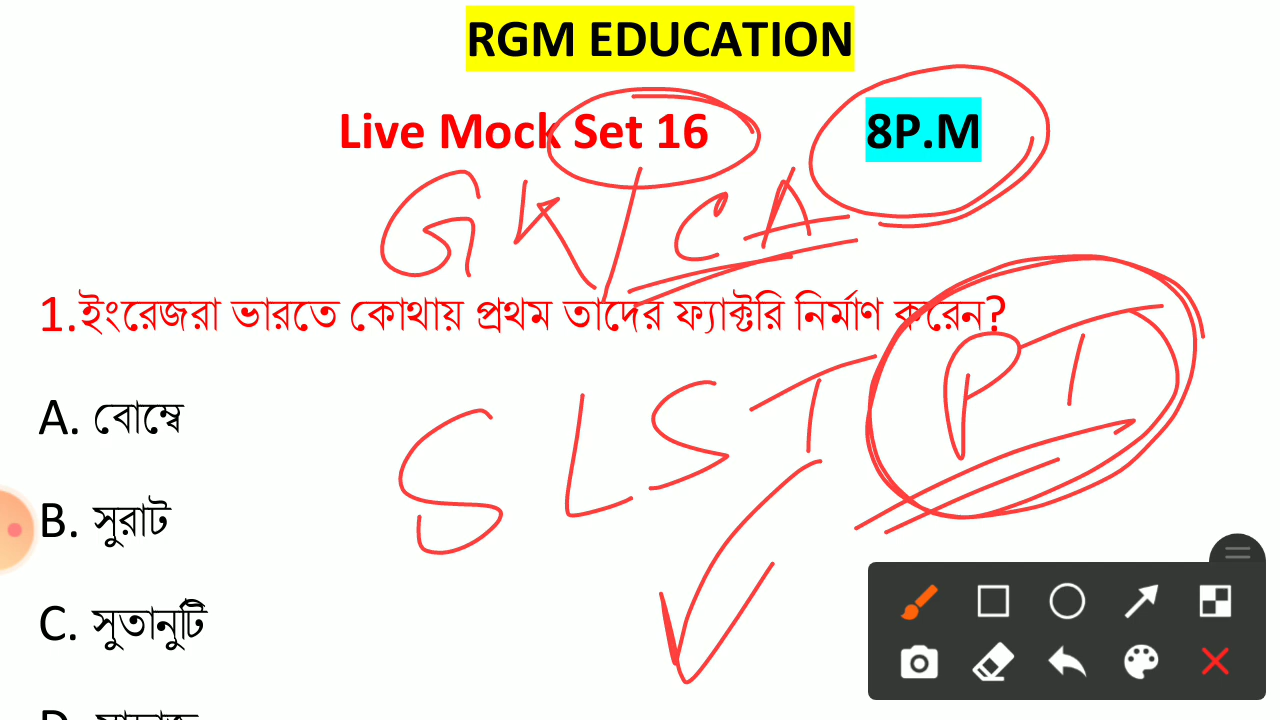 RGM EDUCATION
Live Mock Set 16 8P.M
GK/CA
1.ইংরেজরা ভারতে কোথায় প্রথম তাদের ফ্যাক্টরি নির্মাণ করেন?
SLST PT
A. বোম্বে
B. সুরাট
C. সুতানুটি